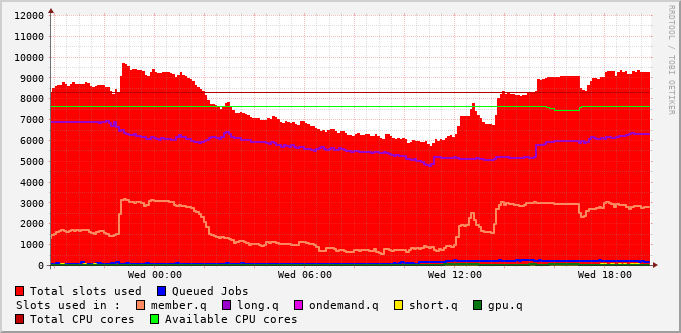 12000
11000
10000
9000
8000
7000
6000
5000
4000
3000
2000
1000
0
Wed 00:00 Wed 06:00 Wed 12:00 Wed 18:00
RRDTOOL / TOBI OETIKER
Total slots used Queued Jobs
Slots used in : member.q long.q ondemand.q short.q gpu.q
Total CPU cores Available CPU cores